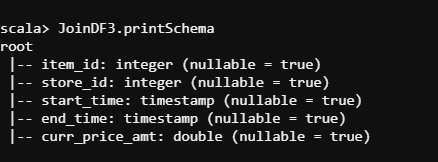 scala> JoinDF3.printSchema
root
 |-- item_id: integer (nullable = true)
 |-- store_id: integer (nullable = true)
 |-- start_time: timestamp (nullable = true)
 |-- end_time: timestamp (nullable = true)
 |-- curr_price_amt: double (nullable = true)